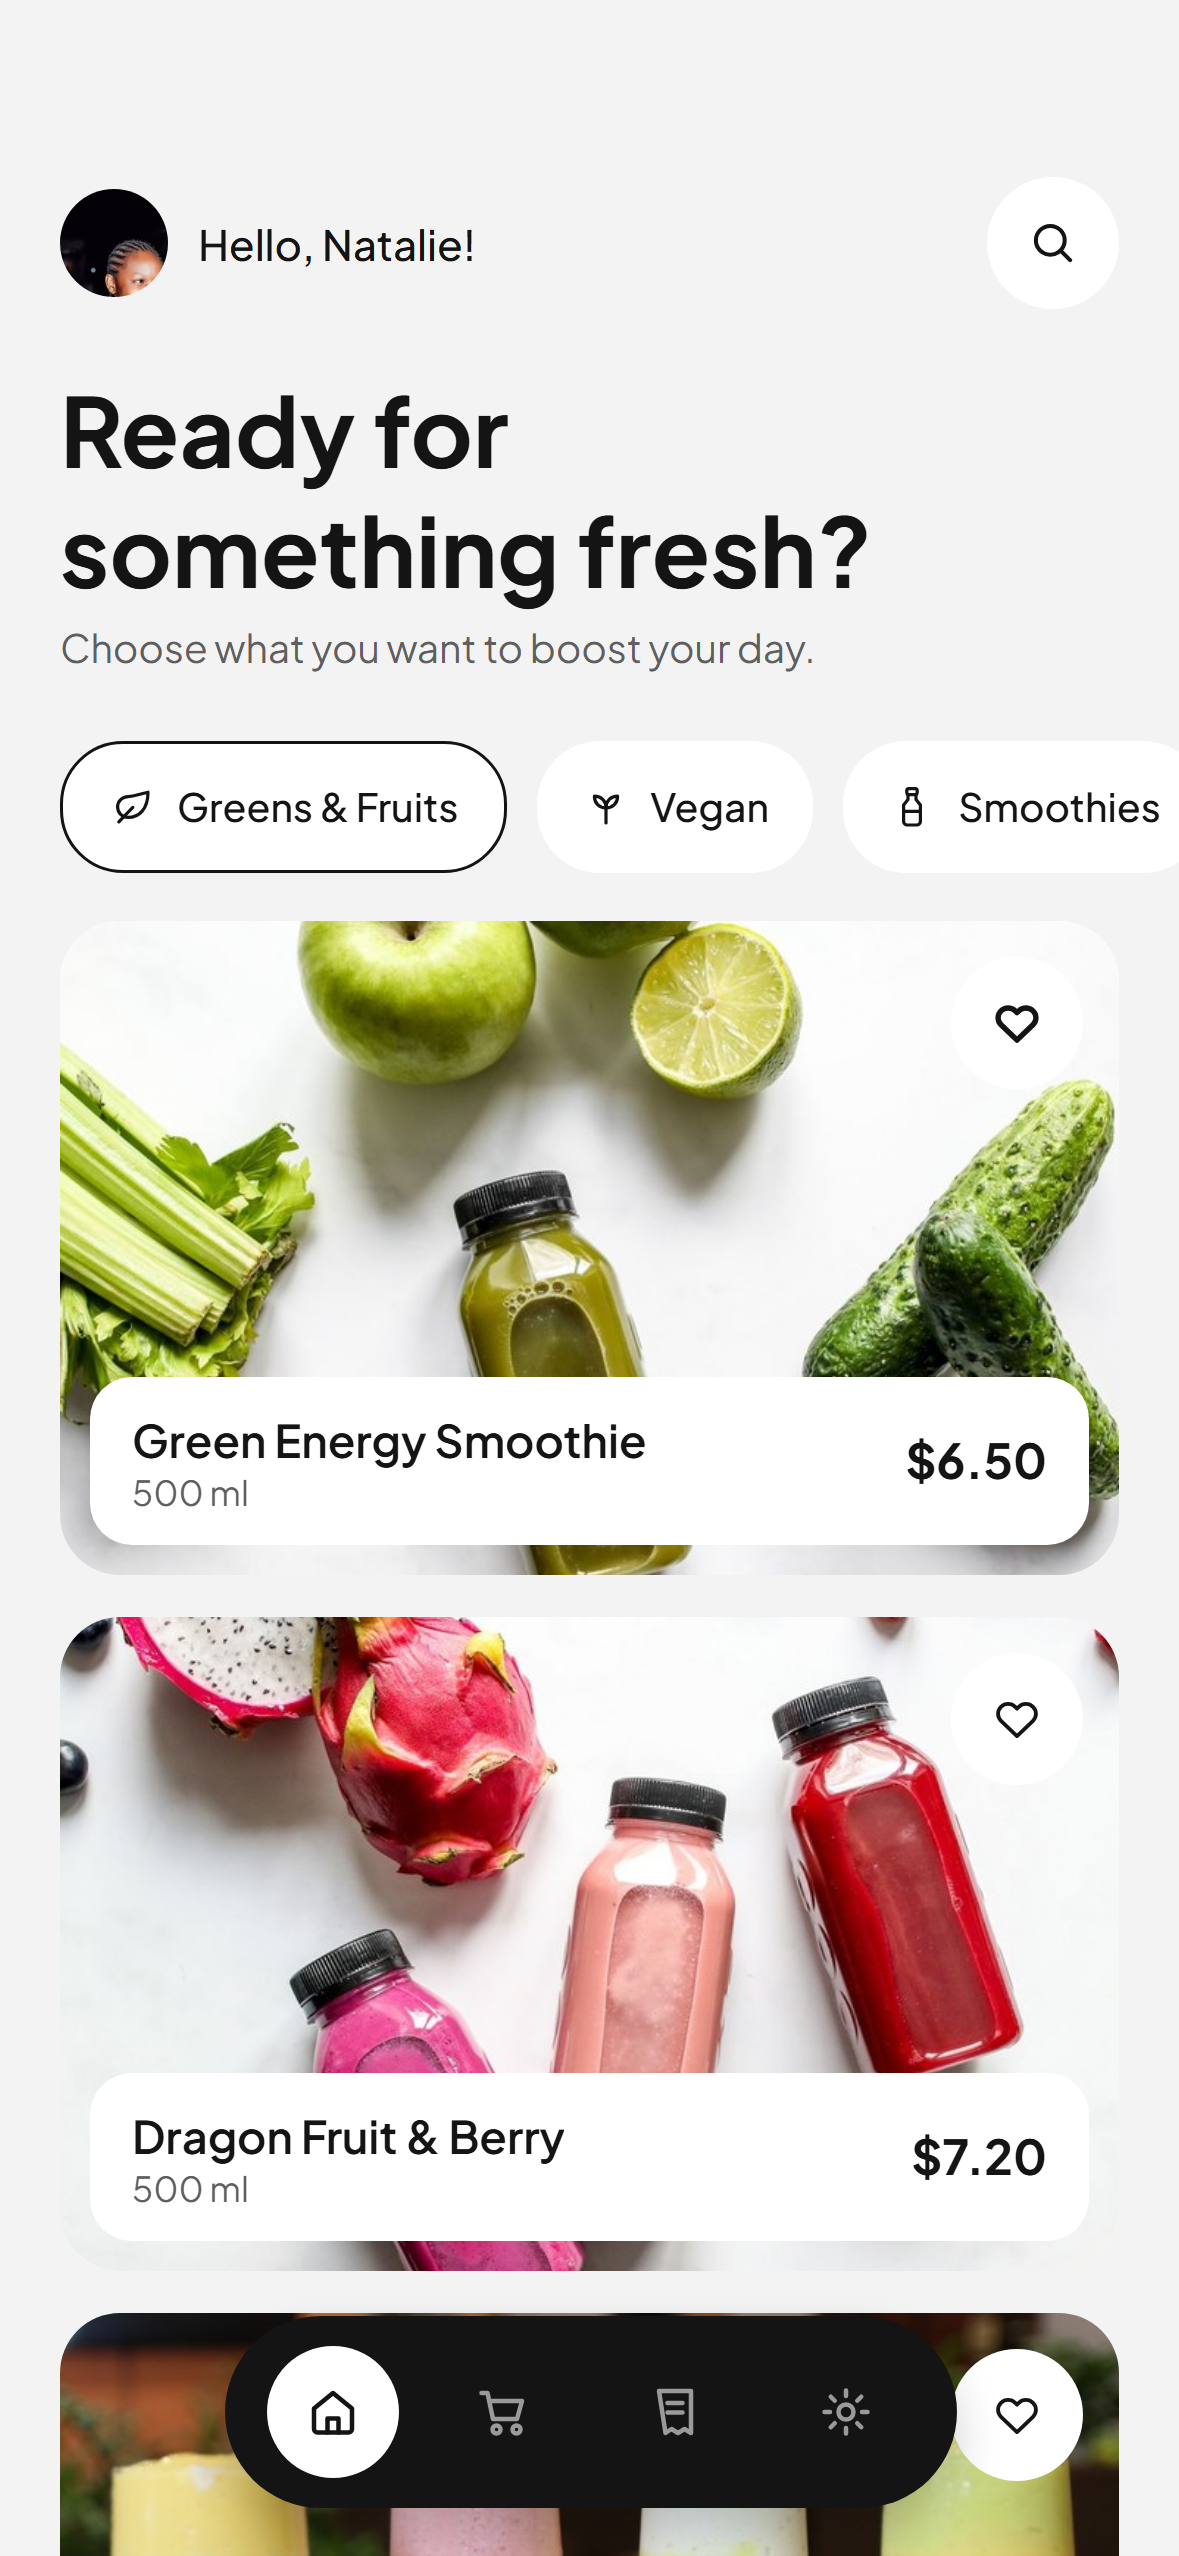 Hello, Natalie!
Ready for
something fresh?
Choose what you want to boost your day.
Greens & Fruits
Vegan
Smoothies
Green Energy Smoothie
500 ml
$6.50
Dragon Fruit & Berry
500 ml
$7.20